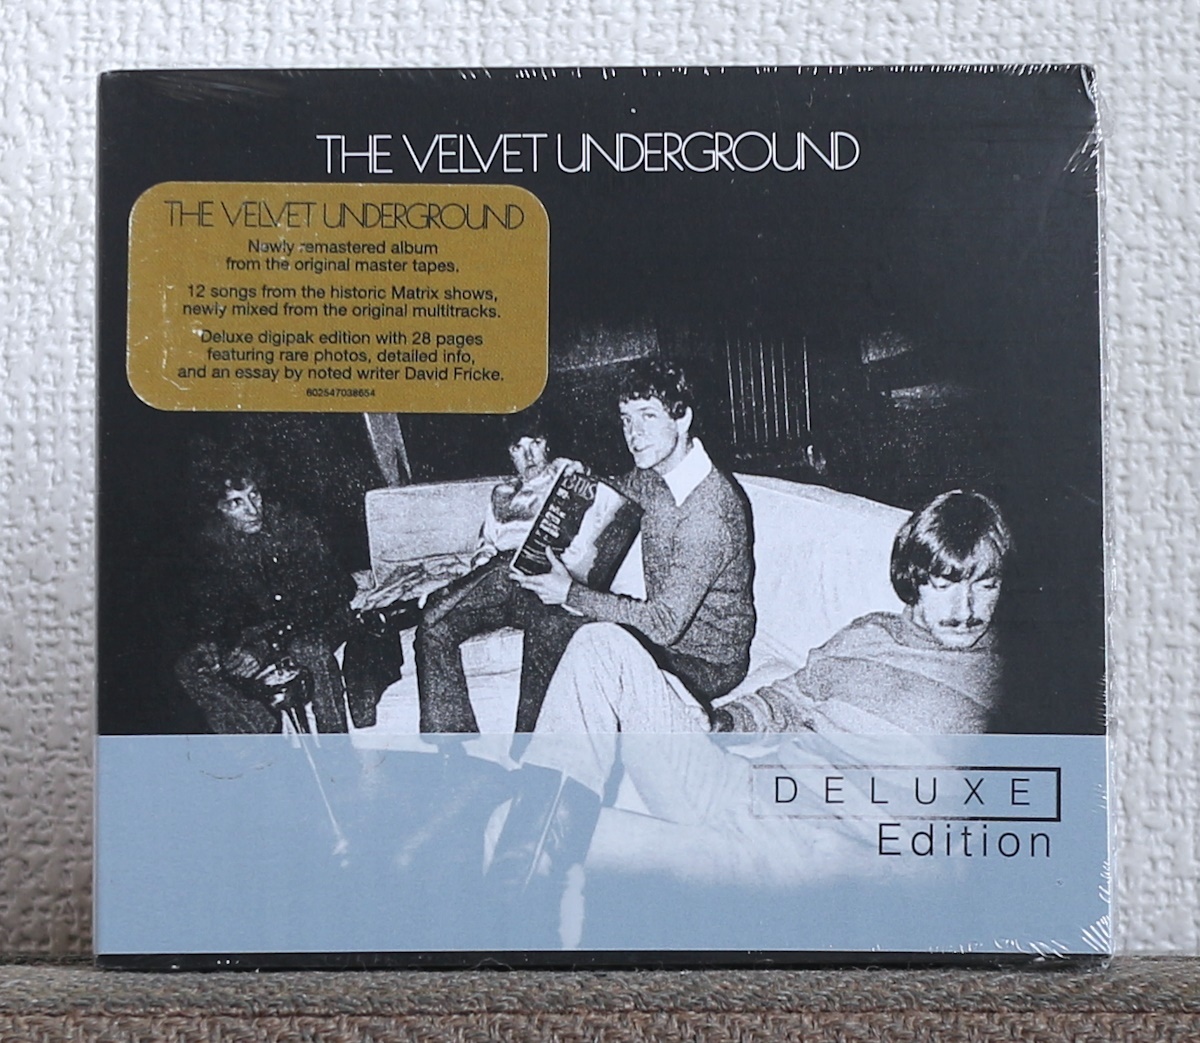 THE VELVET UNDERGROUND
THE VELVET UNDERGROUND
Newly remastered album
from the original master tapes.
12 songs from the historic Matrix shows,
newly mixed from the original multitracks.
Deluxe digipak edition with 28 pages
featuring rare photos, detailed info,
and an essay by noted writer David Fricke.
602547038654
DELUXE
Edition